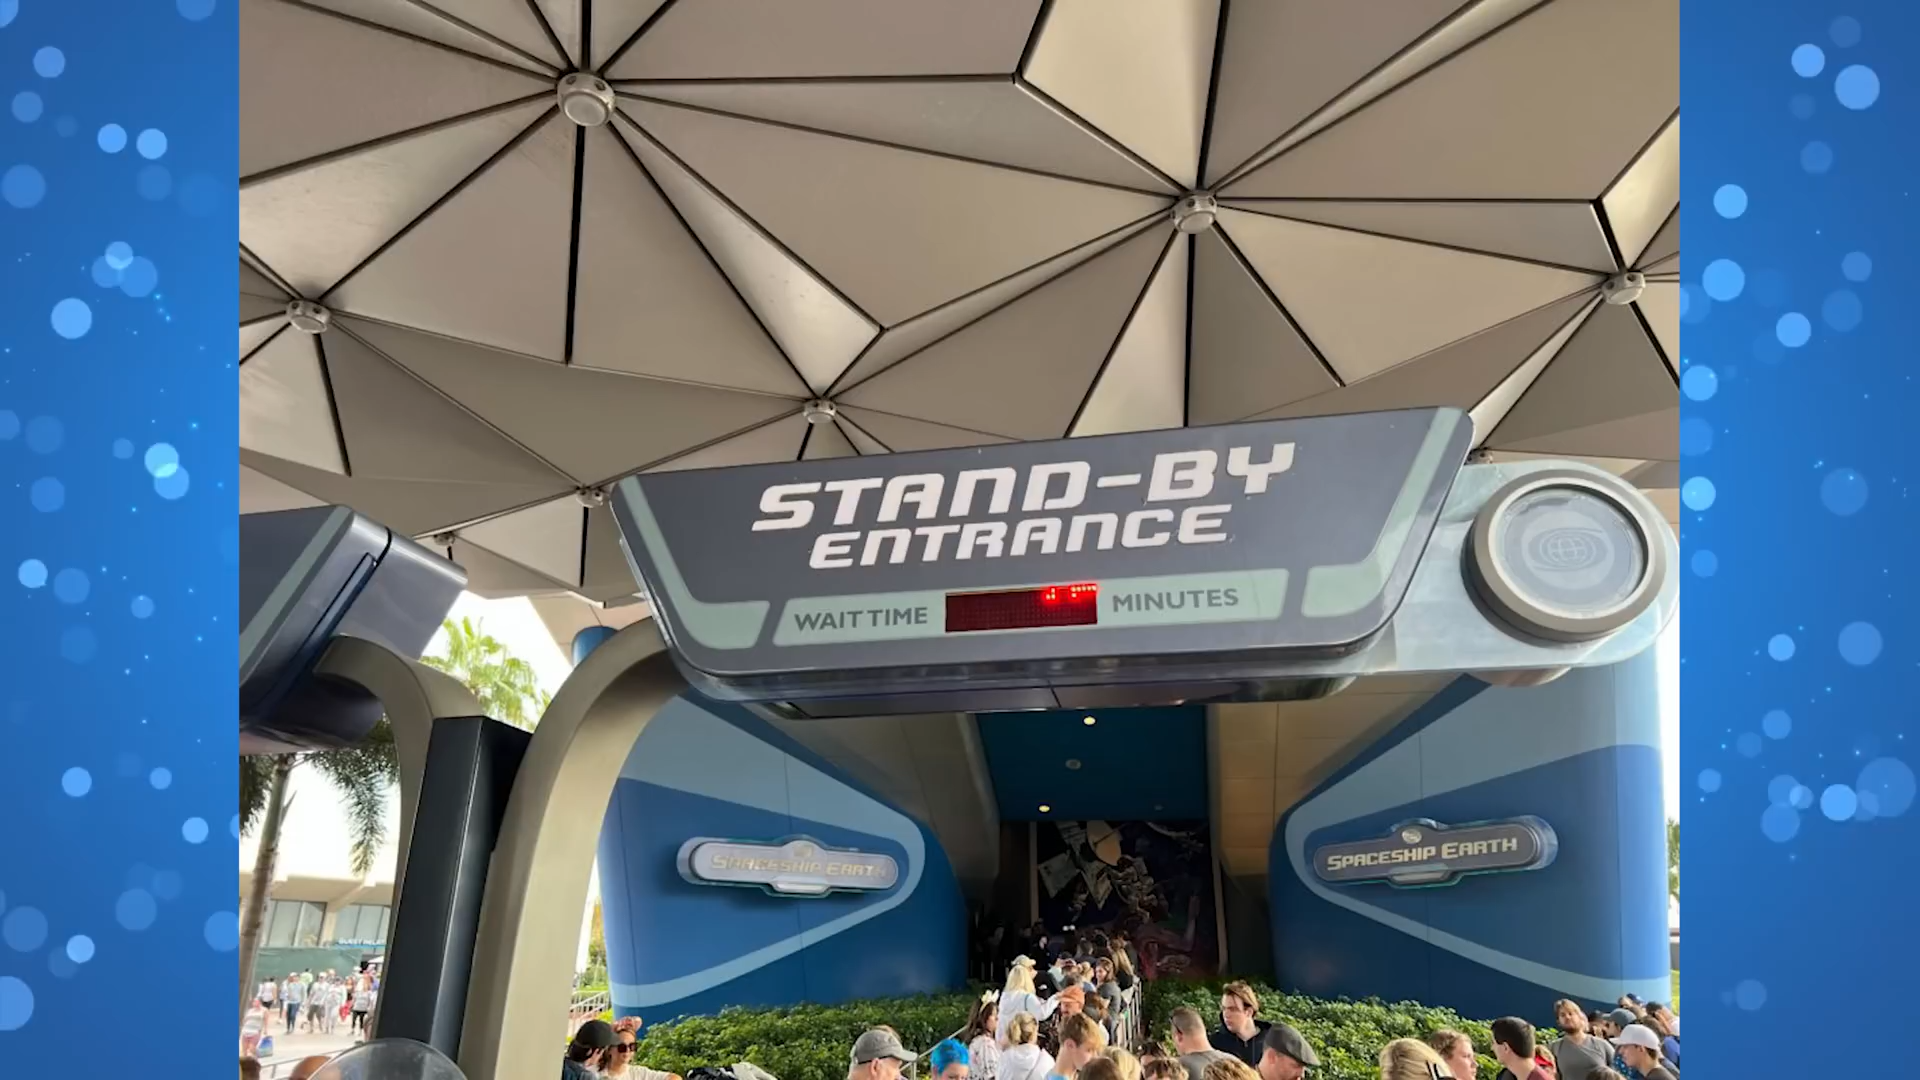 STAND-BY
ENTRANCE
WAIT TIME
MINUTES
SPACESHIP EARTH
SPACESHIP EARTH